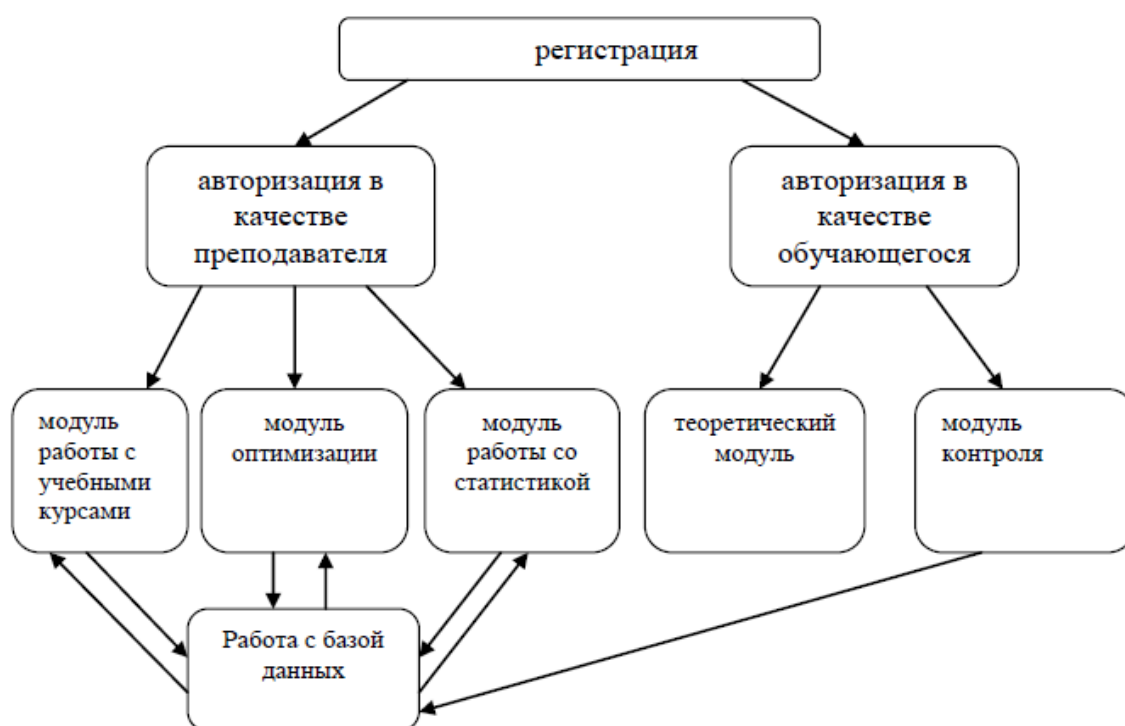 регистрация
авторизация в
качестве
преподавателя
авторизация в
качестве
обучающегося
модуль
работы с
учебными
курсами
модуль
оптимизации
модуль
работы со
статистикой
теоретический
модуль
модуль
контроля
Работа с базой
данных